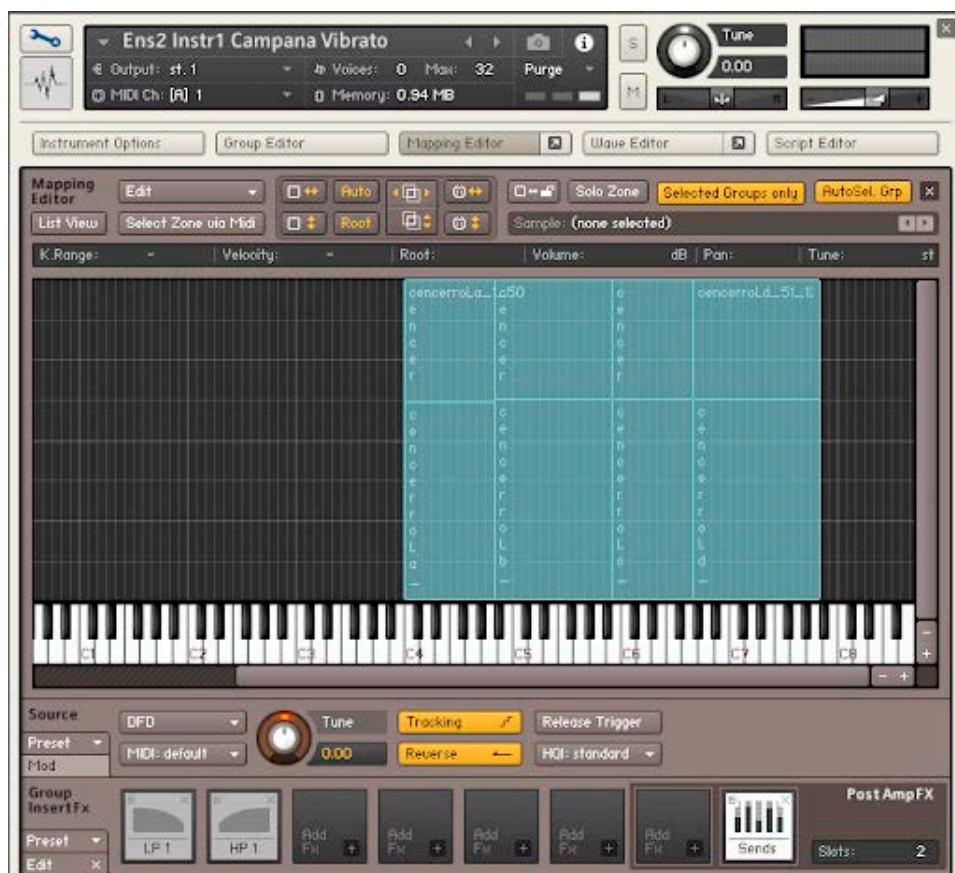 Ens2 Instr1 Campana Vibrato
Output: st. 1
Voices: 0 Max: 32 Purge
MIDI Ch: [A] 1
Memory: 0.94 MB
S
M
Tune
0.00
L R
Instrument Options Group Editor Mapping Editor Wave Editor Script Editor
Mapping Editor
Edit
Auto
Solo Zone
Selected Groups only
AutoSel. Grp
List View
Select Zone via Midi
Root
Sample: (none selected)
K.Range: - Velocity: - Root: Volume: dB Pan: Tune: st
C1 C2 C3 C4 C5 C6 C7 C8
Source
DFD
Tune
Tracking
Release Trigger
Preset
MIDI: default
0.00
Reverse
HQI: standard
Mod
Group
InsertFx
Post Amp FX
Preset
LP 1
HP 1
Add Fx
Add Fx
Add Fx
Add Fx
Add Fx
Sends
Slots: 2
Edit